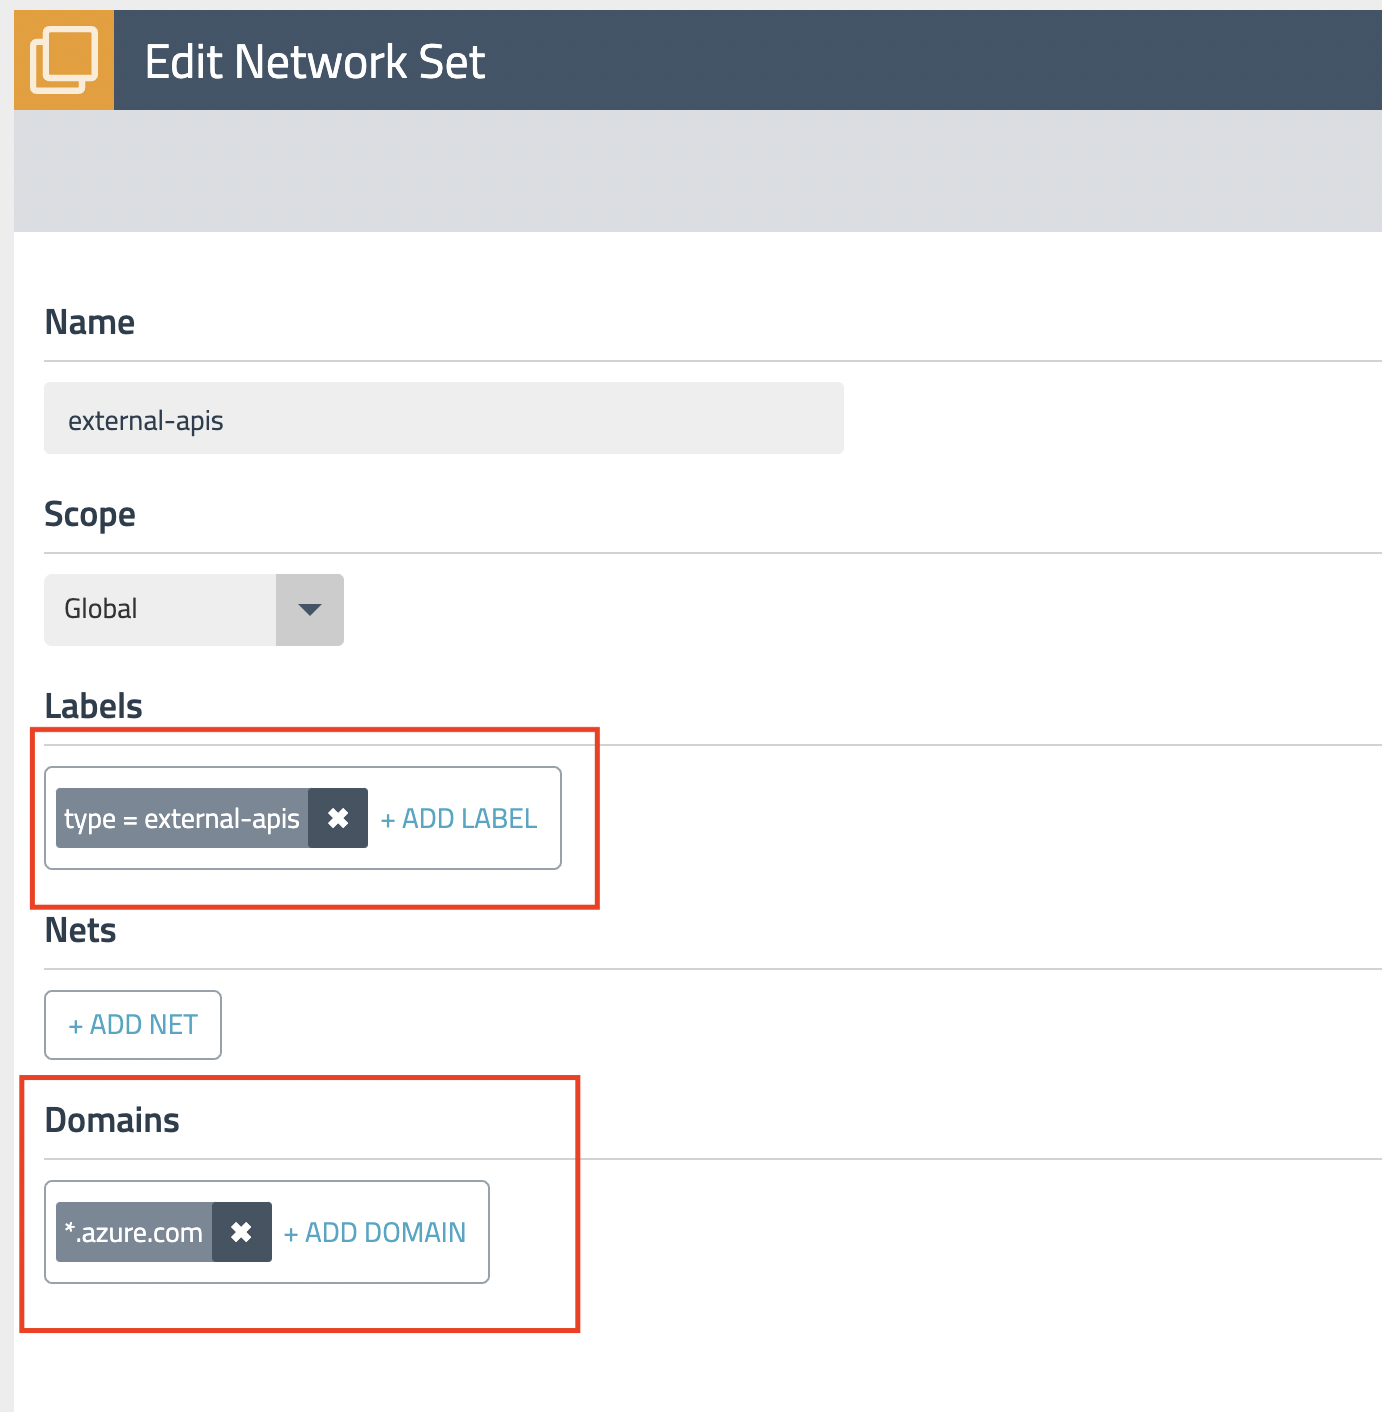 Edit Network Set
Name
external-apis
Scope
Global
Labels
type = external-apis ✖ + ADD LABEL
Nets
+ ADD NET
Domains
*.azure.com ✖ + ADD DOMAIN